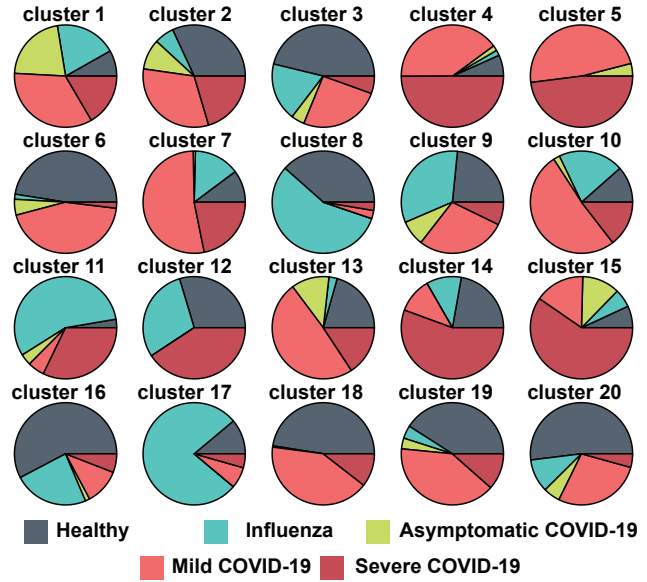 cluster 1 cluster 2 cluster 3 cluster 4 cluster 5
cluster 6 cluster 7 cluster 8 cluster 9 cluster 10
cluster 11 cluster 12 cluster 13 cluster 14 cluster 15
cluster 16 cluster 17 cluster 18 cluster 19 cluster 20
Healthy Influenza Asymptomatic COVID-19
Mild COVID-19 Severe COVID-19